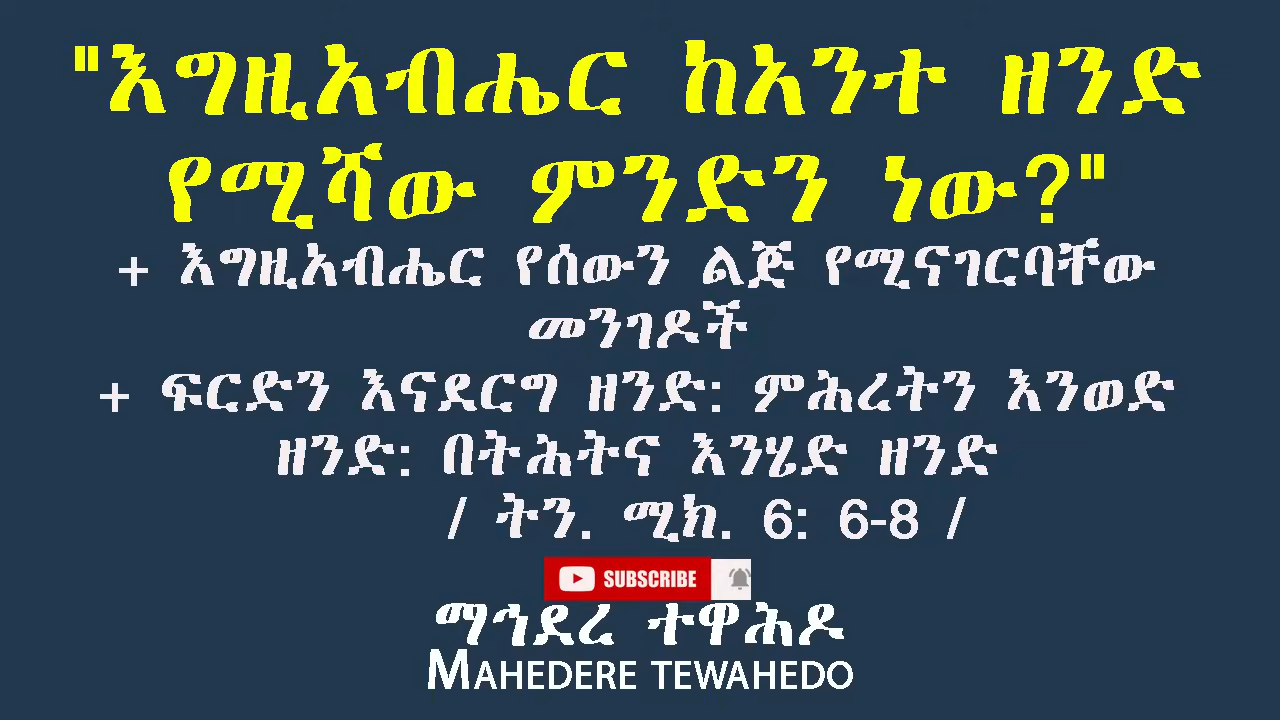 "እግዚአብሔር ከአንተ ዘንድ
የሚሻው ምንድን ነው?"
+ እግዚአብሔር የሰውን ልጅ የሚናገርባቸው
መንገዶች
+ ፍርድን እናደርግ ዘንድ: ምሕረትን እንወድ
ዘንድ: በትሕትና እንሄድ ዘንድ
/ ትን. ሚክ. 6: 6-8 /
SUBSCRIBE
ማኅደረ ተዋሕዶ
MAHEDERE TEWAHEDO